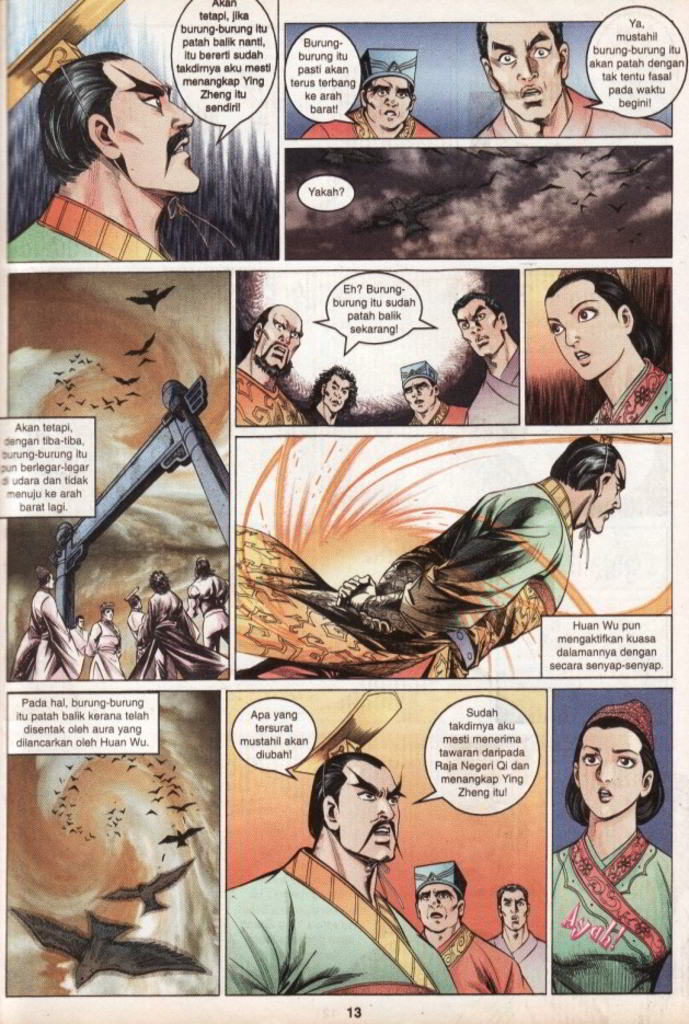 Akan
tetapi, jika
burung-burung itu
patah balik nanti,
itu bererti sudah
takdirnya aku mesti
menangkap Ying
Zheng itu
sendiri!
Burung-
burung itu
pasti akan
terus terbang
ke arah
barat!
Ya,
mustahil
burung-burung itu
akan patah dengan
tak tentu fasal
pada waktu
begini!
Yakah?
Akan tetapi,
dengan tiba-tiba,
burung-burung itu
pun berlegar-legar
di udara dan tidak
menuju ke arah
barat lagi.
Eh? Burung-
burung itu sudah
patah balik
sekarang!
Huan Wu pun
mengaktifkan kuasa
dalamannya dengan
secara senyap-senyap.
Pada hal, burung-burung
itu patah balik kerana telah
disentak oleh aura yang
dilancarkan oleh Huan Wu.
Apa yang
tersurat
mustahil akan
diubah!
Sudah
takdirnya aku
mesti menerima
tawaran daripada
Raja Negeri Qi dan
menangkap Ying
Zheng itu!
Ayah!
13